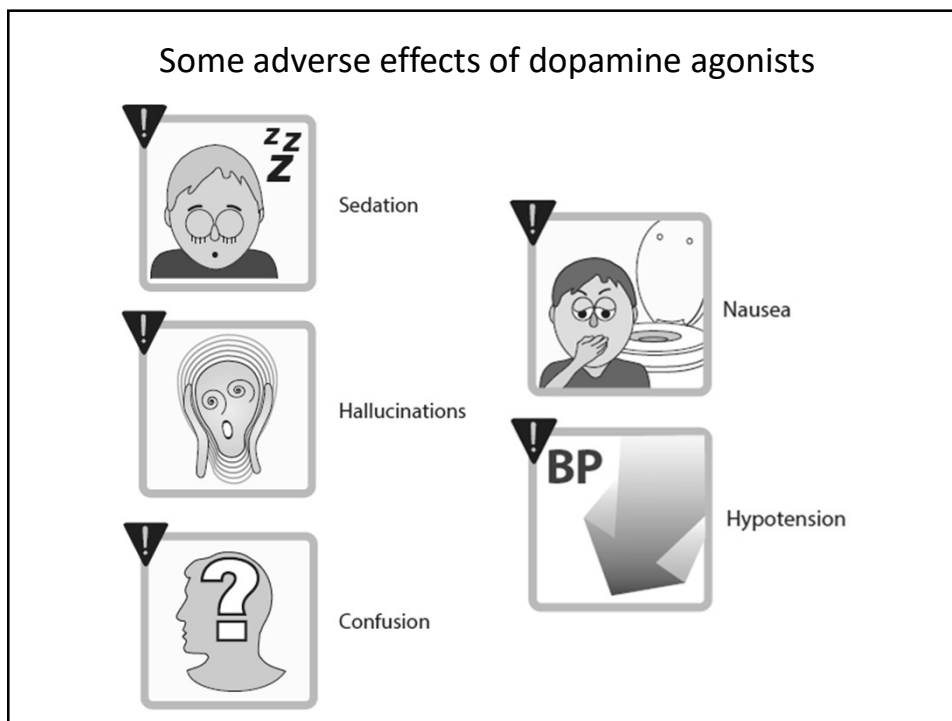 Some adverse effects of dopamine agonists
!
z z z
Sedation
!
Hallucinations
!
?
Confusion
!
Nausea
!
BP
Hypotension